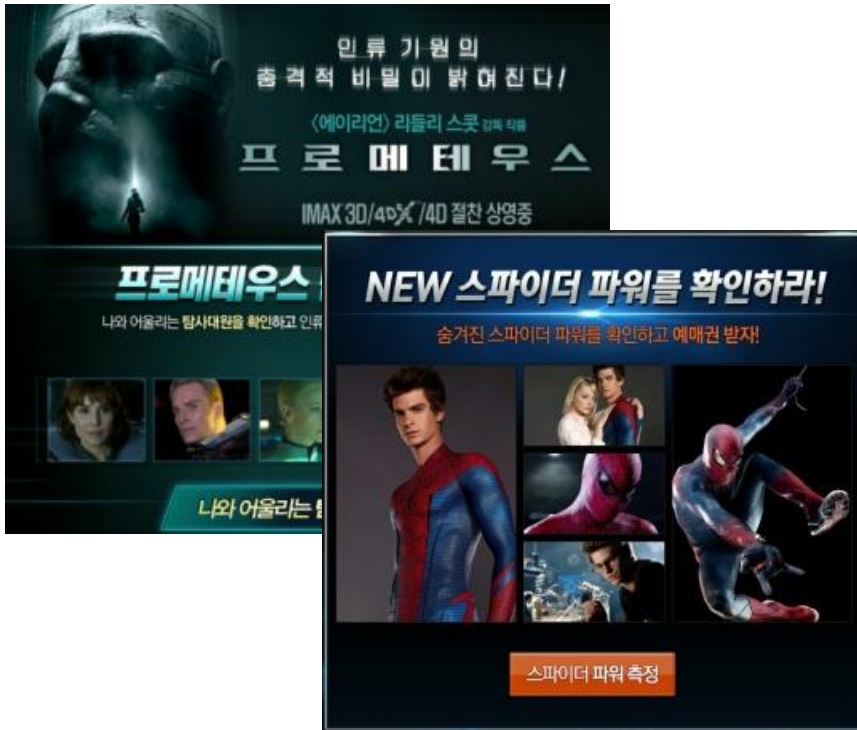 인류 기원의
충격적 비밀이 밝혀진다!
〈에이리언〉 리들리 스콧 감독 작품
프로메테우스
IMAX 3D/4DX/4D 절찬 상영중
프로메테우스
나와 어울리는 탐사대원을 확인하고 인류
나와 어울리는
NEW 스파이더 파워를 확인하라!
숨겨진 스파이더 파워를 확인하고 예매권 받자!
스파이더 파워 측정